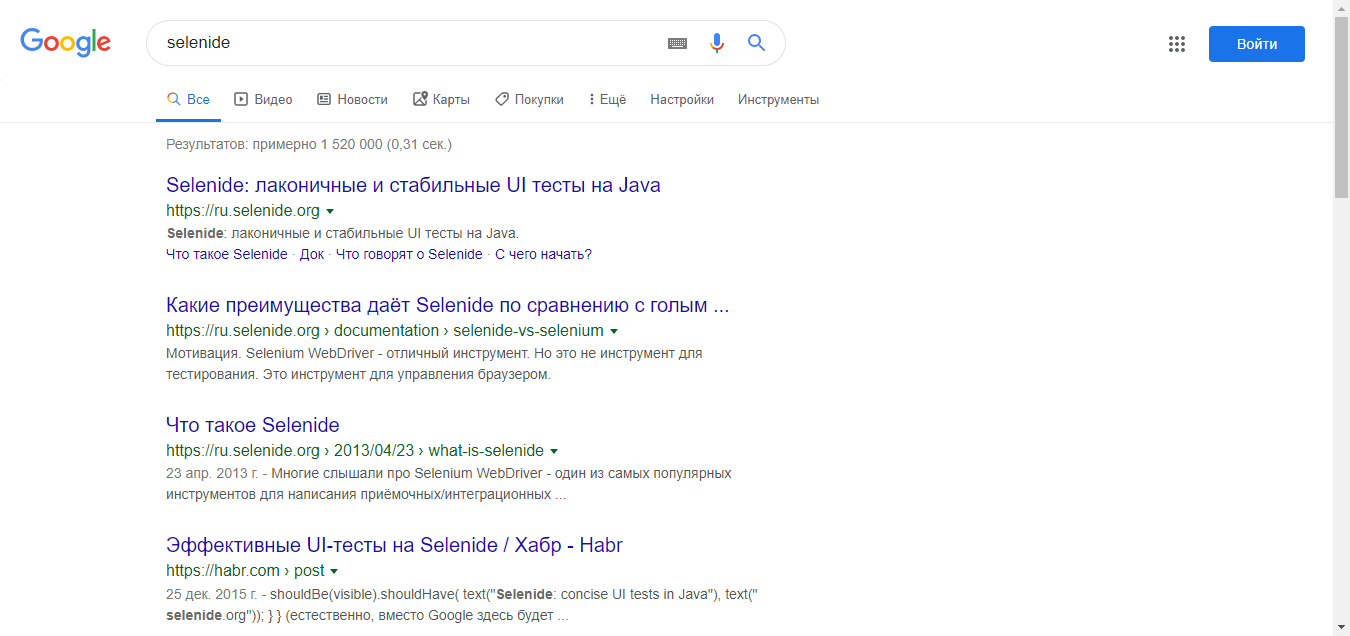 Google
selenide
Войти
Все Видео Новости Карты Покупки Ещё Настройки Инструменты
Результатов: примерно 1 520 000 (0,31 сек.)
Selenide: лаконичные и стабильные UI тесты на Java
https://ru.selenide.org
Selenide: лаконичные и стабильные UI тесты на Java.
Что такое Selenide · Док · Что говорят о Selenide · С чего начать?
Какие преимущества даёт Selenide по сравнению с голым ...
https://ru.selenide.org › documentation › selenide-vs-selenium
Мотивация. Selenium WebDriver - отличный инструмент. Но это не инструмент для
тестирования. Это инструмент для управления браузером.
Что такое Selenide
https://ru.selenide.org › 2013/04/23 › what-is-selenide
23 апр. 2013 г. - Многие слышали про Selenium WebDriver - один из самых популярных
инструментов для написания приёмочных/интеграционных ...
Эффективные UI-тесты на Selenide / Хабр - Habr
https://habr.com › post
25 дек. 2015 г. - shouldBe(visible).shouldHave( text("Selenide: concise UI tests in Java"), text("
selenide.org")); } } (естественно, вместо Google здесь будет ...